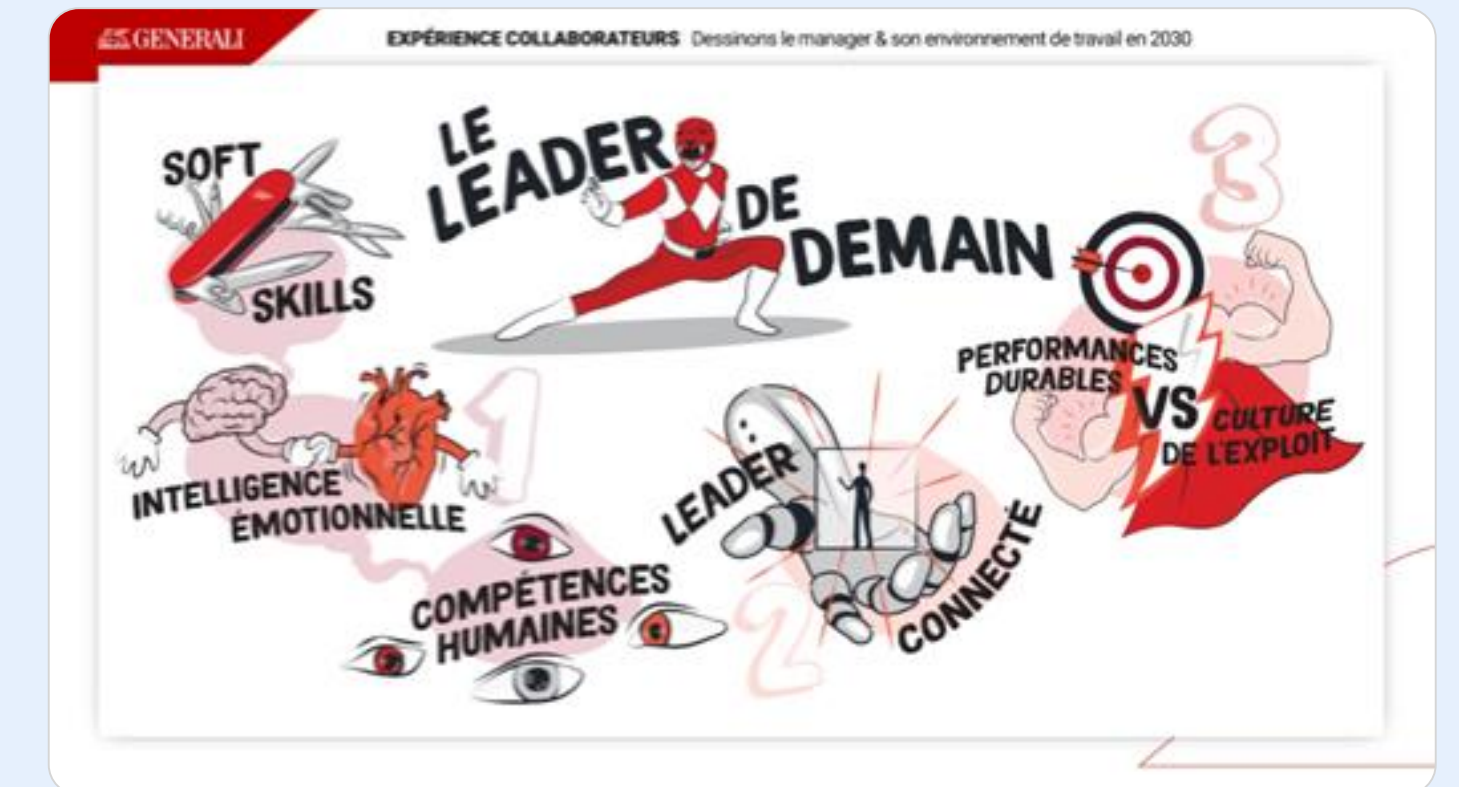 GENERALI
EXPÉRIENCE COLLABORATEURS Dessinons le manager & son environnement de travail en 2030
LE
LEADER
DE
DEMAIN
SOFT
SKILLS
INTELLIGENCE
ÉMOTIONNELLE
1
COMPÉTENCES
HUMAINES
LEADER
CONNECTÉ
2
3
PERFORMANCES
DURABLES
VS
CULTURE
DE L'EXPLOIT